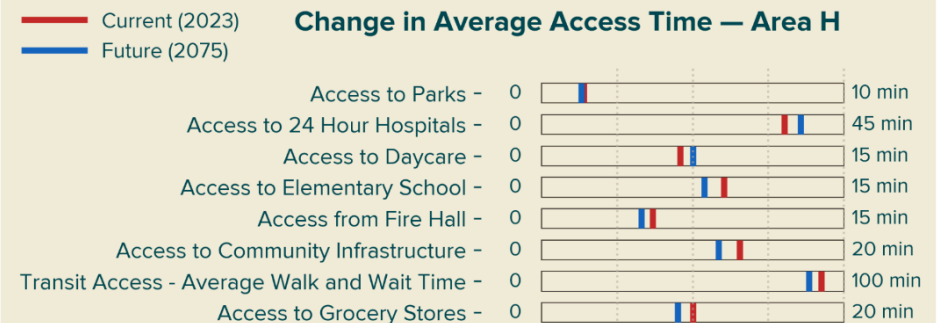 Current (2023)
Future (2075)
Change in Average Access Time — Area H
Access to Parks - 0 10 min
Access to 24 Hour Hospitals - 0 45 min
Access to Daycare - 0 15 min
Access to Elementary School - 0 15 min
Access from Fire Hall - 0 15 min
Access to Community Infrastructure - 0 20 min
Transit Access - Average Walk and Wait Time - 0 100 min
Access to Grocery Stores - 0 20 min